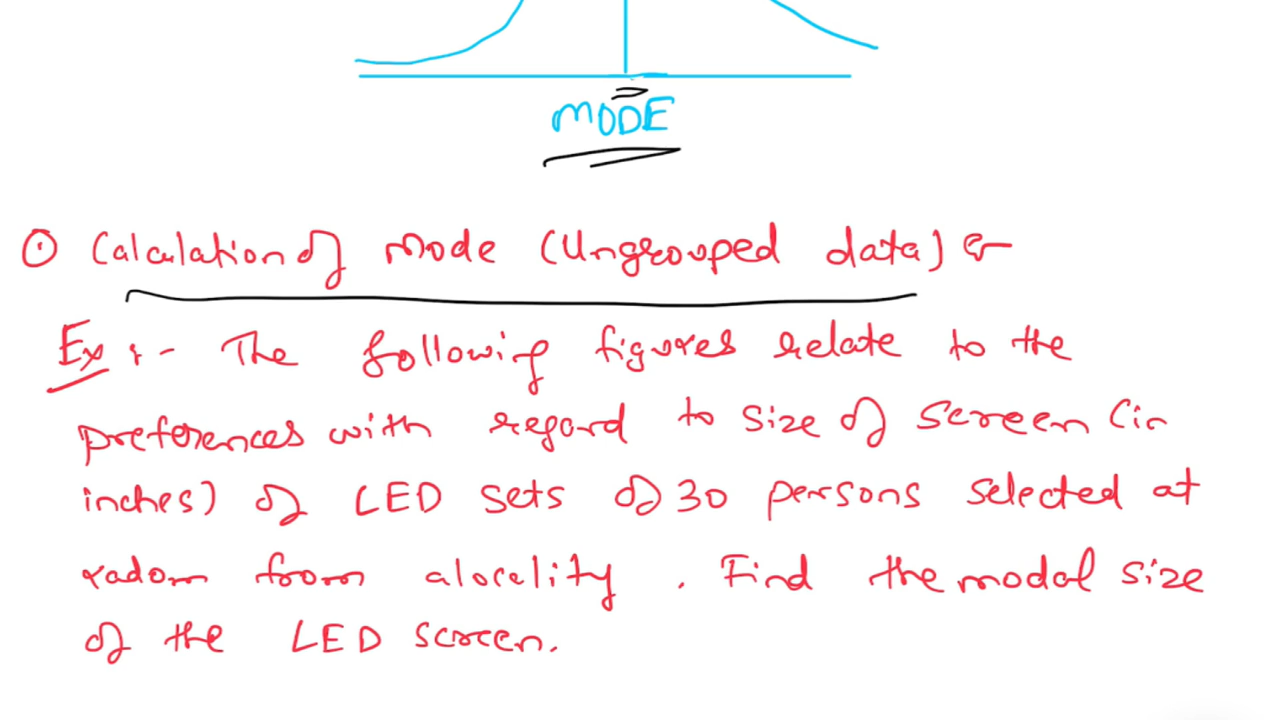 MODE
① Calculation of mode (Ungrouped data) :-
Ex :- The following figures relate to the
preferences with regard to size of screen (in
inches) of LED sets of 30 persons selected at
radom from a locality . Find the modal size
of the LED screen.